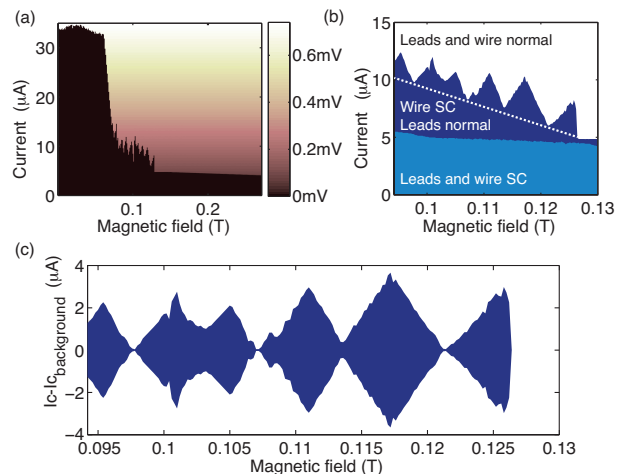 (a)
Current (µA)
35
30
20
10
0
0.1
0.2
Magnetic field (T)
0.6mV
0.4mV
0.2mV
0mV
(b)
Current (µA)
15
10
5
0
Leads and wire normal
Wire SC
Leads normal
Leads and wire SC
0.1
0.11
0.12
0.13
Magnetic field (T)
(c)
Ic-Ic background (µA)
4
2
0
-2
-4
0.095
0.1
0.105
0.11
0.115
0.12
0.125
0.13
Magnetic field (T)